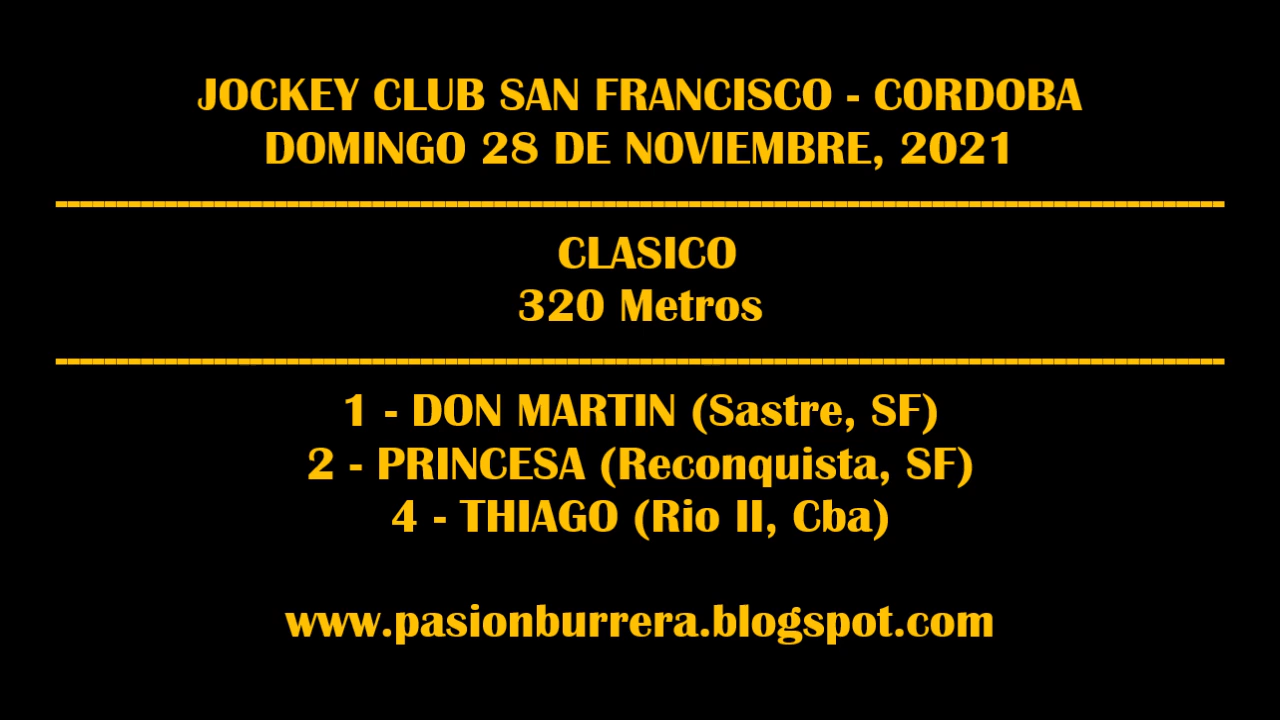 JOCKEY CLUB SAN FRANCISCO - CORDOBA
DOMINGO 28 DE NOVIEMBRE, 2021
CLASICO
320 Metros
1 - DON MARTIN (Sastre, SF)
2 - PRINCESA (Reconquista, SF)
4 - THIAGO (Rio II, Cba)
www.pasionburrera.blogspot.com